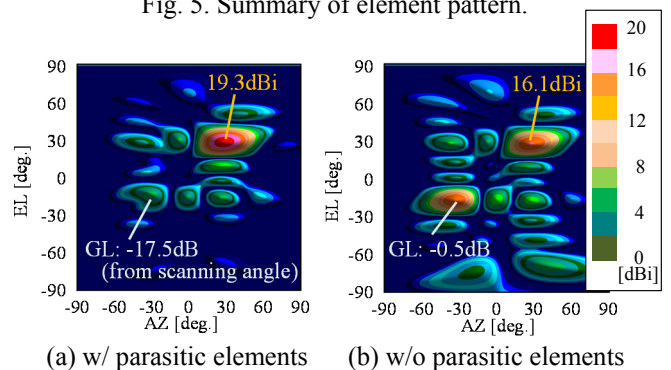 Fig. 5. Summary of element pattern.
90
60
30
0
-30
-60
-90
EL [deg.]
19.3dBi
GL: -17.5dB
(from scanning angle)
-90 -60 -30 0 30 60 90
AZ [deg.]
(a) w/ parasitic elements
90
60
30
0
-30
-60
-90
EL [deg.]
16.1dBi
GL: -0.5dB
-90 -60 -30 0 30 60 90
AZ [deg.]
(b) w/o parasitic elements
20
16
12
8
4
0
[dBi]